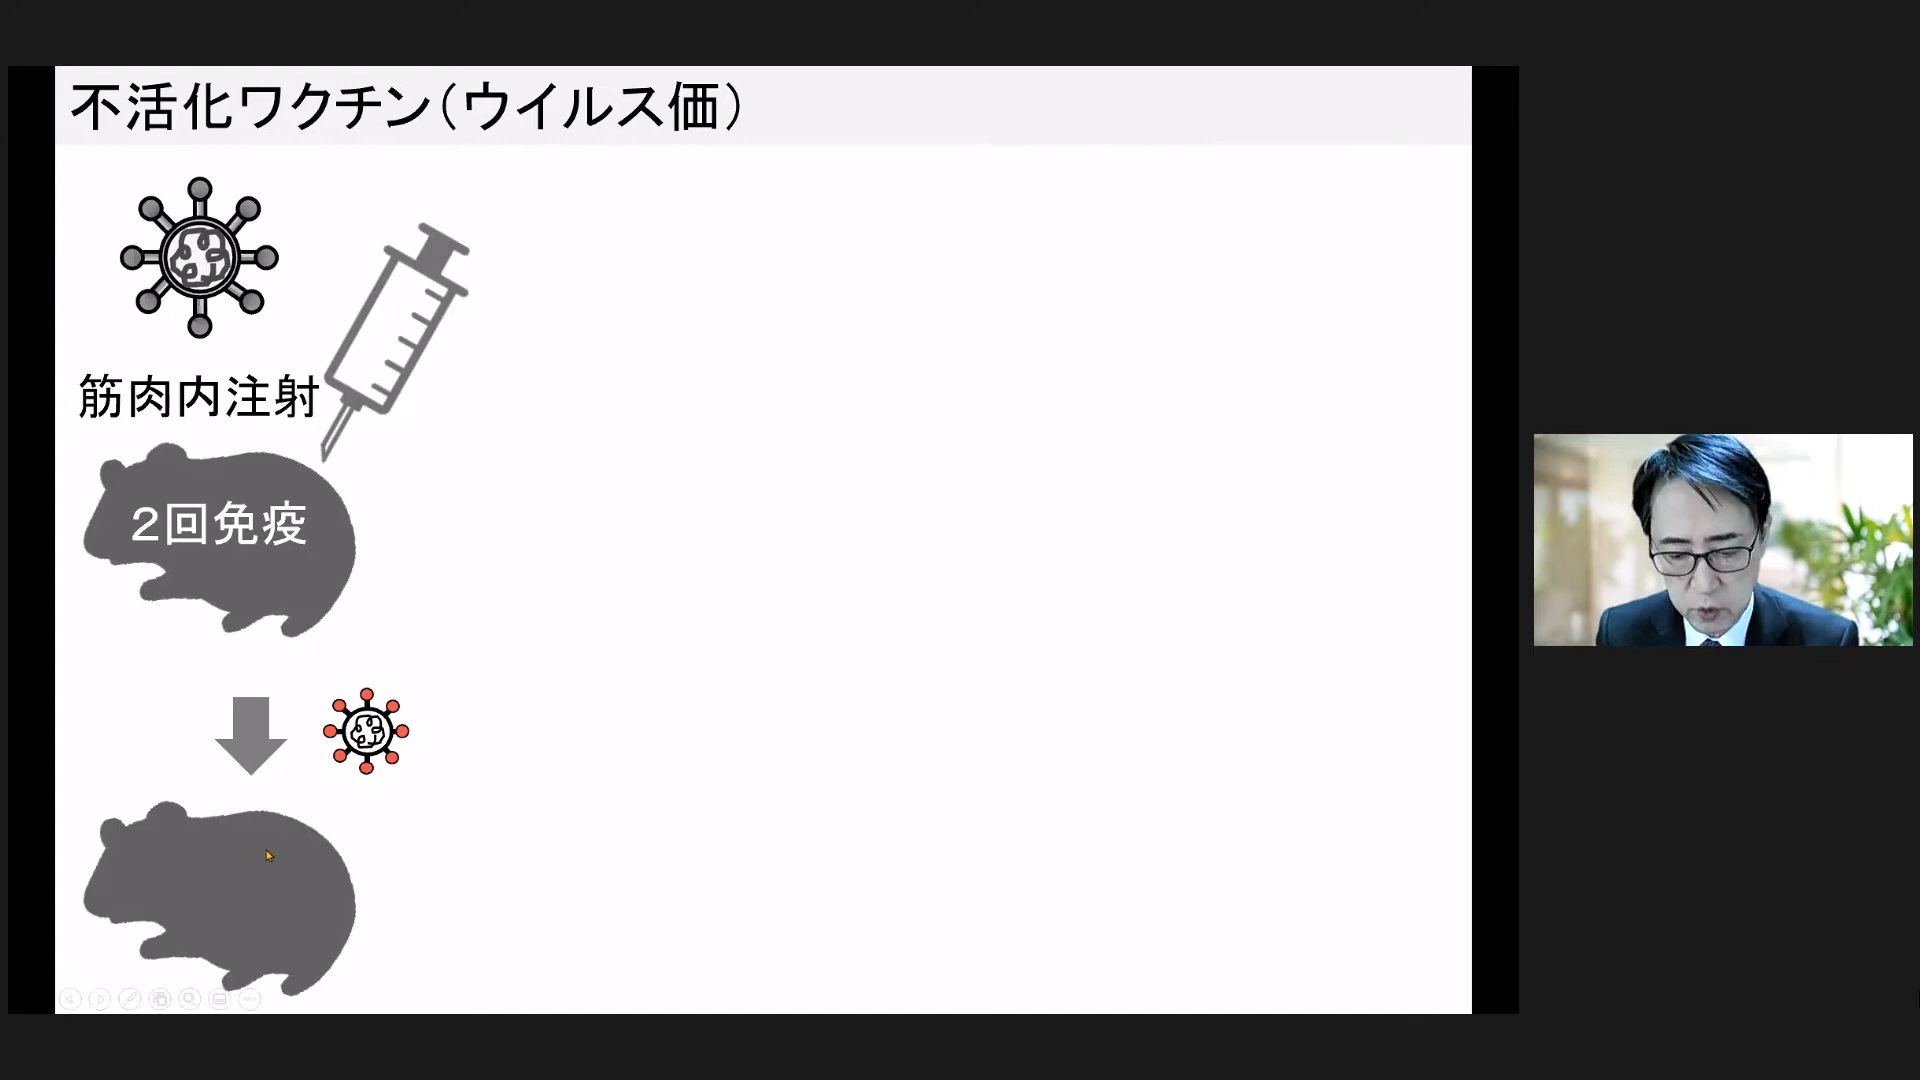 不活化ワクチン（ウイルス価）
筋肉内注射
２回免疫